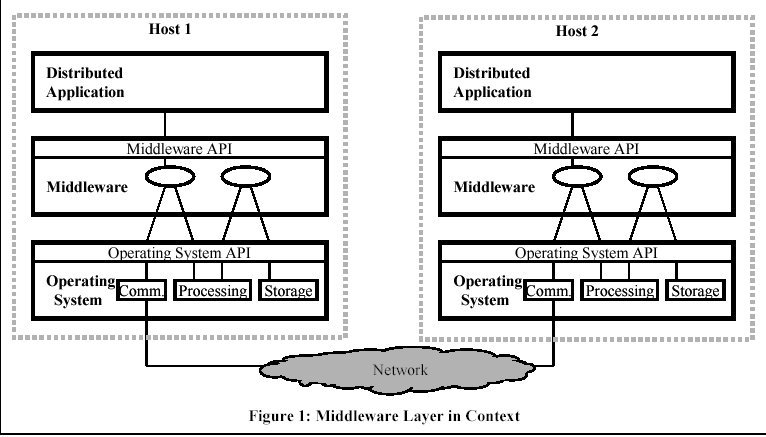 Host 1
Distributed
Application
Middleware API
Middleware
Operating System API
Operating
System
Comm.
Processing
Storage
Host 2
Distributed
Application
Middleware API
Middleware
Operating System API
Operating
System
Comm.
Processing
Storage
Network
Figure 1: Middleware Layer in Context